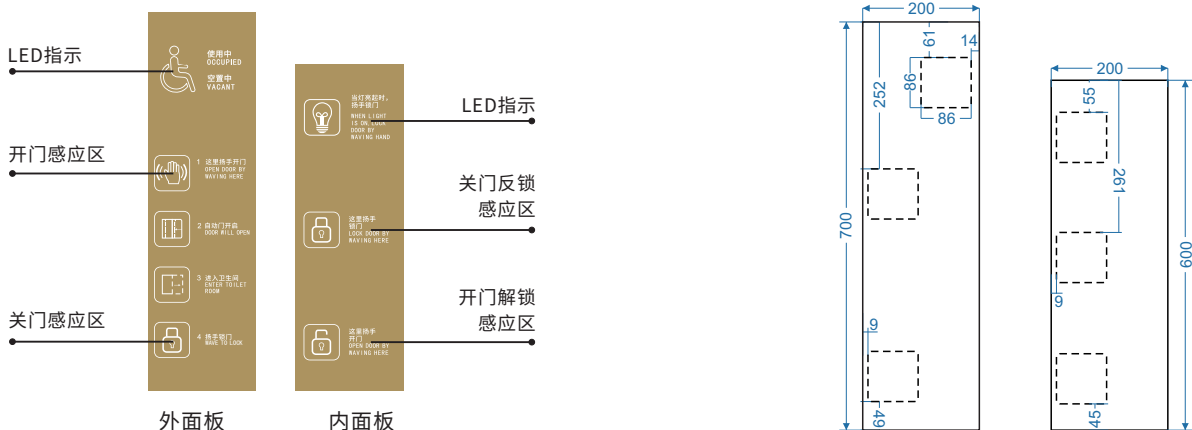 LED指示
开门感应区
关门感应区
使用中
OCCUPIED
空置中
VACANT
1 这里扬手开门
OPEN DOOR BY
WAVING HERE
2 自动门开启
DOOR WILL OPEN
3 进入卫生间
ENTER TOILET
ROOM
4 扬手锁门
WAVE TO LOCK
外面板
当灯亮起时,
扬手锁门
WHEN LIGHT
IS ON, LOCK
DOOR BY
WAVING HAND
这里扬手
锁门
LOCK DOOR BY
WAVING HERE
这里扬手
开门
OPEN DOOR BY
WAVING HERE
内面板
LED指示
关门反锁
感应区
开门解锁
感应区
200
61
14
252
86
86
700
9
49
200
55
261
600
9
45